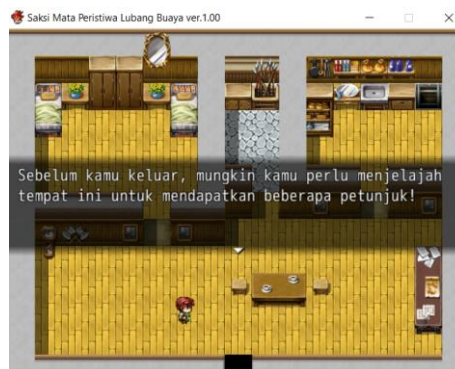 Saksi Mata Peristiwa Lubang Buaya ver.1.00
Sebelum kamu keluar, mungkin kamu perlu menjelajah
tempat ini untuk mendapatkan beberapa petunjuk!